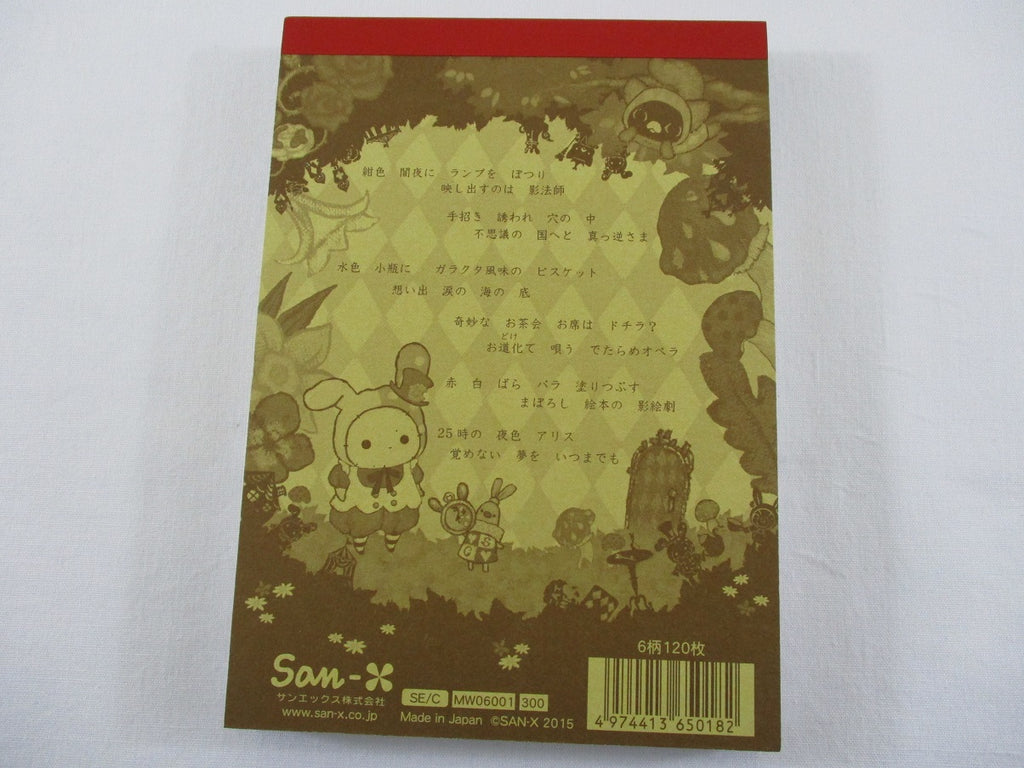 紺色　闇夜に　ランプを　ぽつり
映し出すのは　影法師
手招き　誘われ　穴の　中
不思議の　国へと　真っ逆さま
水色　小瓶に　ガラクタ風味の　ビスケット
想い出　涙の　海の　底
奇妙な　お茶会　お席は　ドチラ？
どけ
お道化て　唄う　でたらめオペラ
赤　白　ばら　バラ　塗りつぶす
まぼろし　絵本の　影絵劇
25時の　夜色　アリス
覚めない　夢を　いつまでも
S
G
6柄120枚
San-X
サンエックス株式会社
www.san-x.co.jp
SE/C MW06001 300
Made in Japan ©SAN-X 2015
4 974413 650182